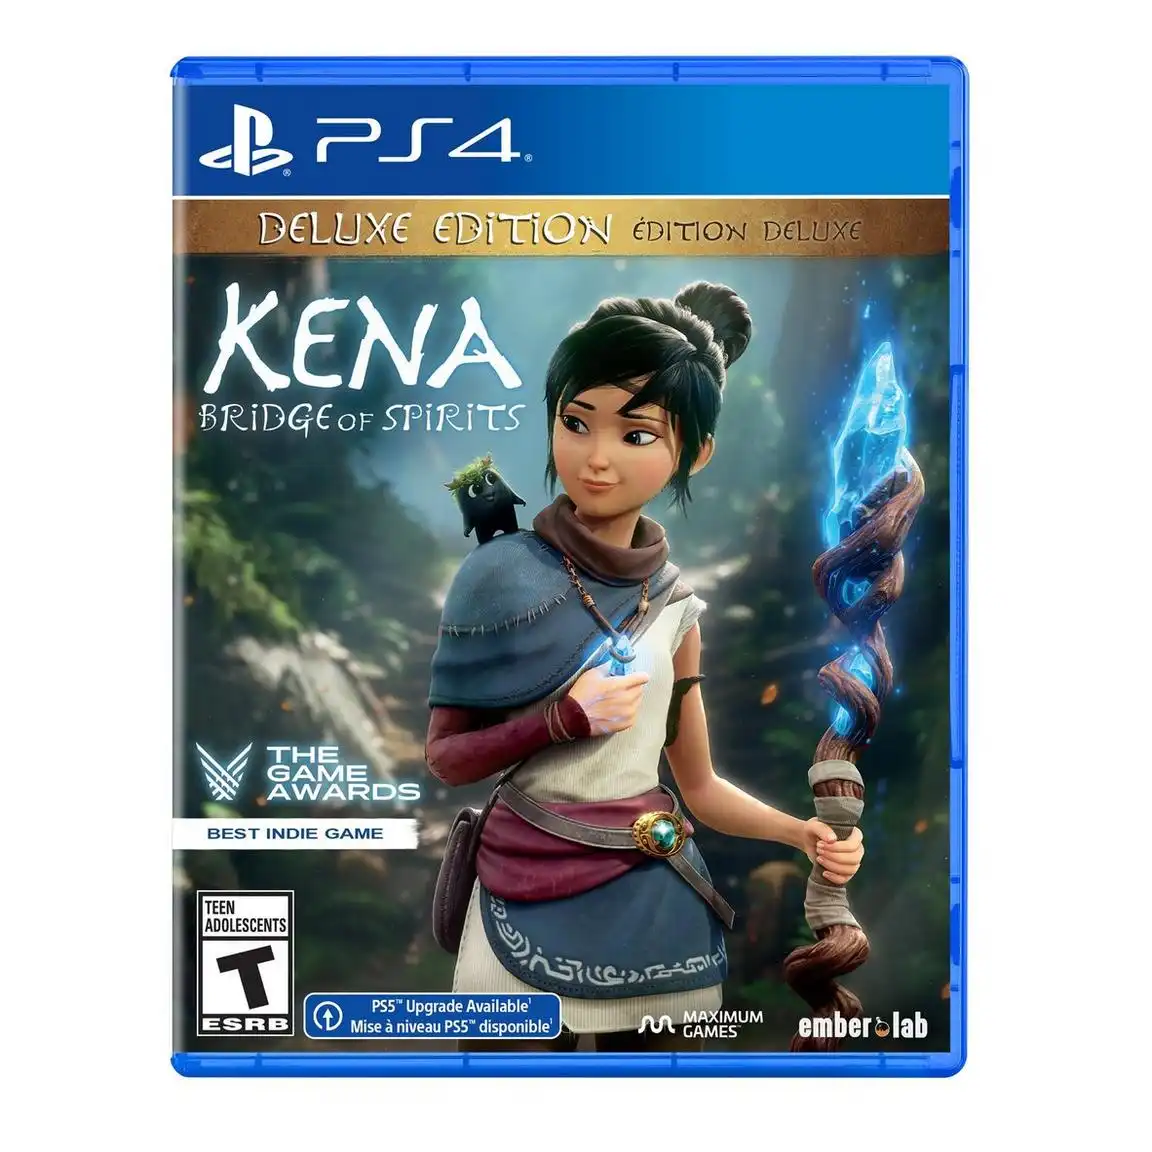 PS4®
DELUXE EDITION ÉDITION DELUXE
KENA
BRIDGE OF SPIRITS
THE
GAME
AWARDS
BEST INDIE GAME
TEEN
ADOLESCENTS
T
ESRB
PS5™ Upgrade Available¹
Mise à niveau PS5™ disponible¹
MAXIMUM
GAMES™
ember lab